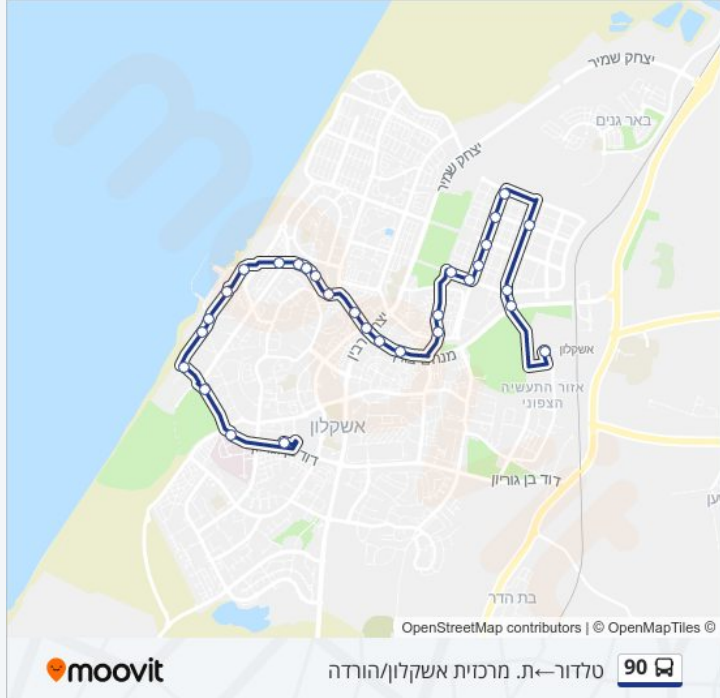 יצחק שמיר
באר גנים
יצחק שמיר
אשקלון
אזור התעשיה
הצפוני
אשקלון
דוד בן גוריון
בת הדר
OpenStreetMap contributors | © OpenMapTiles ©
90 טלדור←ת. מרכזית אשקלון/הורדה
moovit